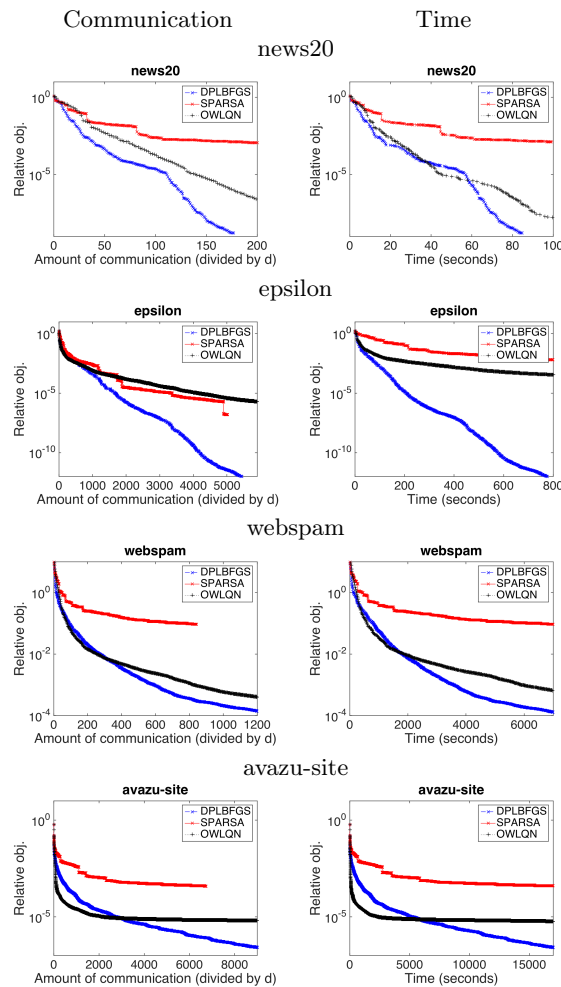 Communication Time
news20
news20 news20
10^0 10^0
DPLBFGS DPLBFGS
SPARSA SPARSA
OWLQN OWLQN
Relative obj. Relative obj.
10^-5 10^-5
0 50 100 150 200 0 20 40 60 80 100
Amount of communication (divided by d) Time (seconds)
epsilon
epsilon epsilon
10^0 10^0
DPLBFGS DPLBFGS
SPARSA SPARSA
OWLQN OWLQN
Relative obj. Relative obj.
10^-5 10^-5
10^-10 10^-10
0 1000 2000 3000 4000 5000 0 200 400 600 800
Amount of communication (divided by d) Time (seconds)
webspam
webspam webspam
DPLBFGS DPLBFGS
SPARSA SPARSA
OWLQN OWLQN
10^0 10^0
Relative obj. Relative obj.
10^-2 10^-2
10^-4 10^-4
0 200 400 600 800 1000 1200 0 2000 4000 6000
Amount of communication (divided by d) Time (seconds)
avazu-site
avazu-site avazu-site
DPLBFGS DPLBFGS
10^0 10^0
SPARSA SPARSA
OWLQN OWLQN
Relative obj. Relative obj.
10^-5 10^-5
0 2000 4000 6000 8000 0 5000 10000 15000
Amount of communication (divided by d) Time (seconds)